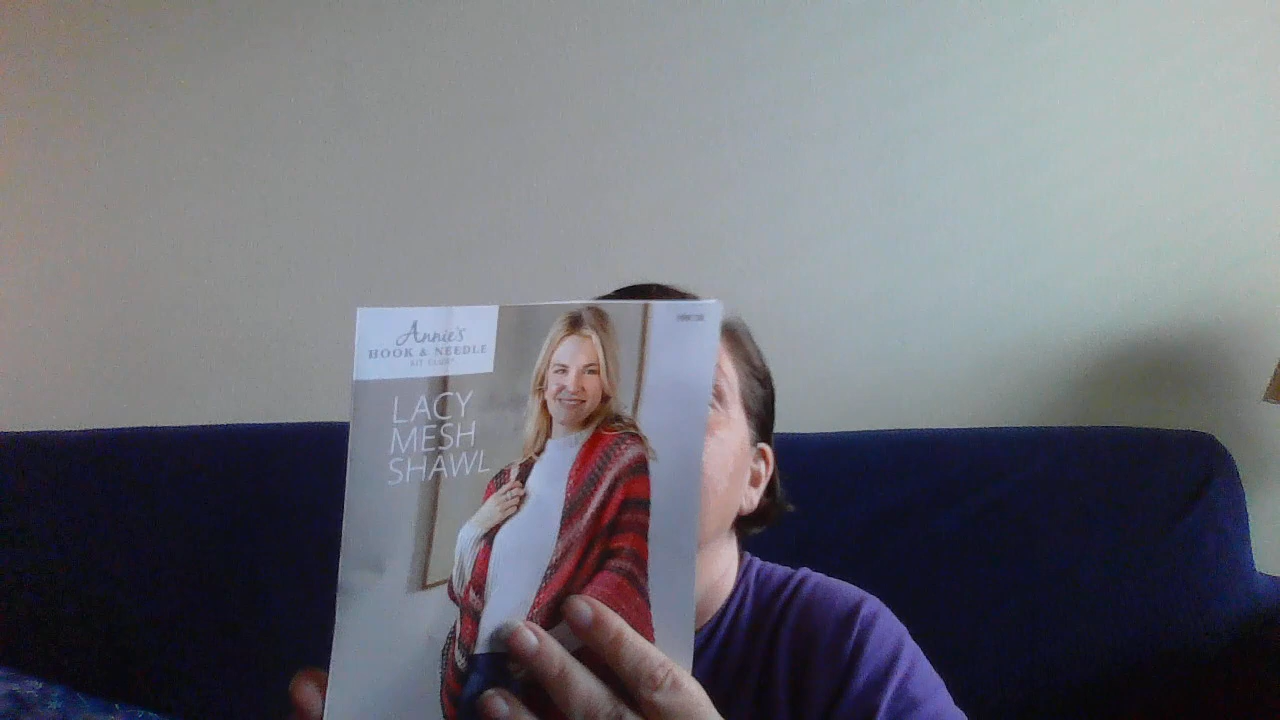 Annie's
HOOK & NEEDLE
KIT CLUB®
LACY
MESH
SHAWL